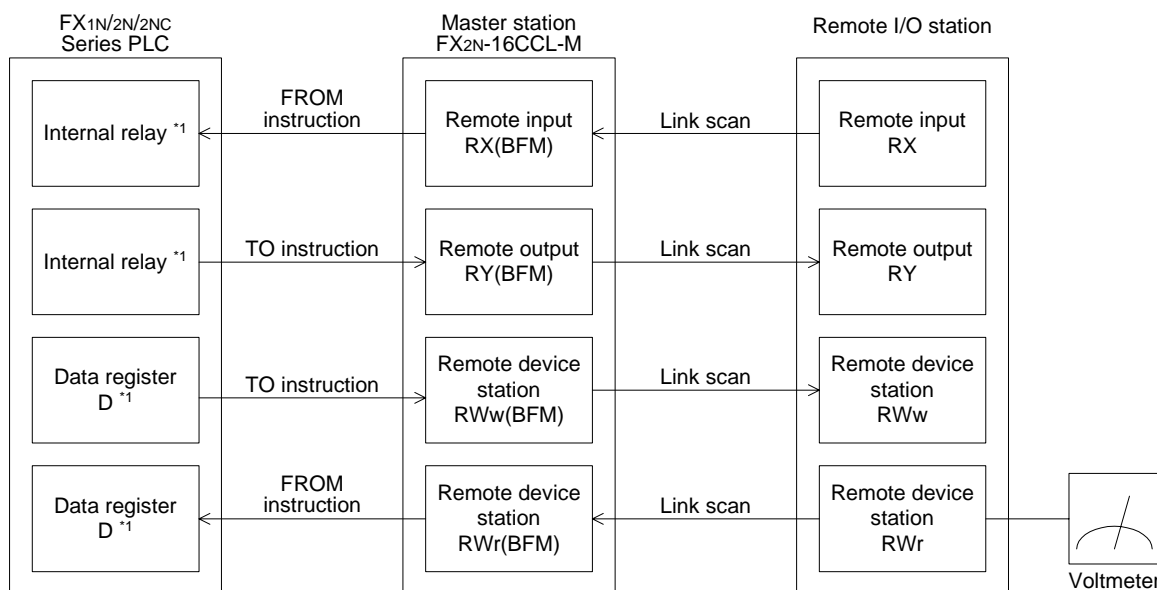 FX1N/2N/2NC
Series PLC
Master station
FX2N-16CCL-M
Remote I/O station
Internal relay *1
FROM
instruction
Remote input
RX(BFM)
Link scan
Remote input
RX
Internal relay *1
TO instruction
Remote output
RY(BFM)
Link scan
Remote output
RY
Data register
D *1
TO instruction
Remote device
station
RWw(BFM)
Link scan
Remote device
station
RWw
Data register
D *1
FROM
instruction
Remote device
station
RWr(BFM)
Link scan
Remote device
station
RWr
Voltmeter